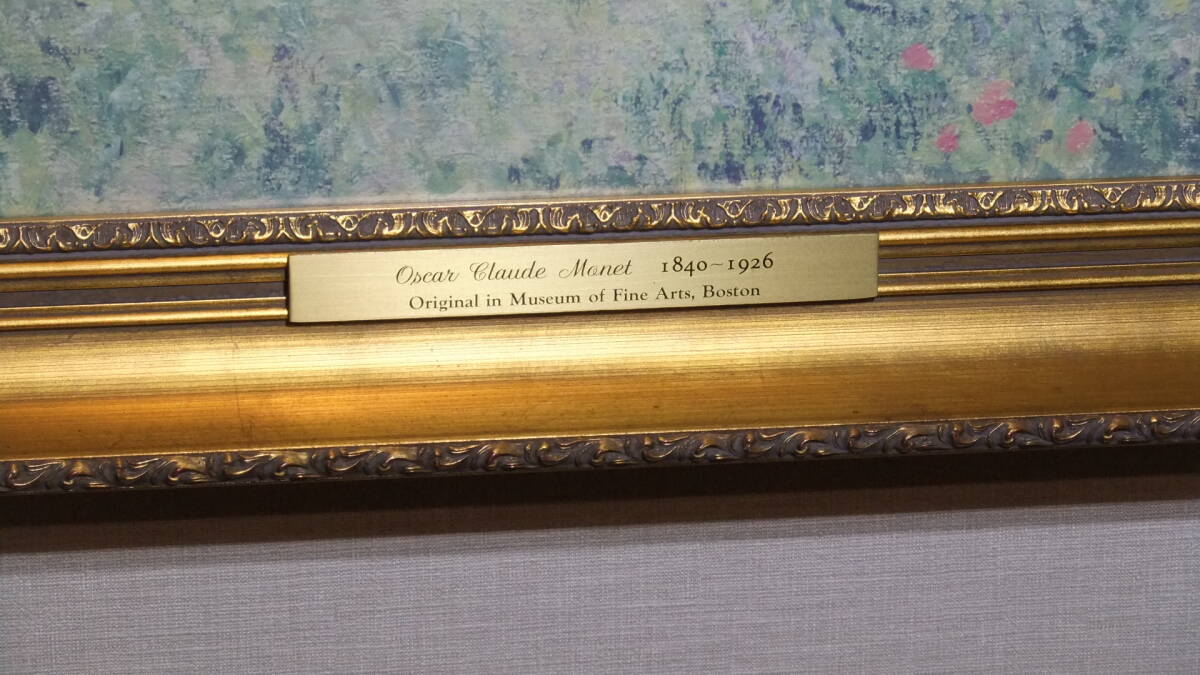 Oscar Claude Monet 1840~1926
Original in Museum of Fine Arts, Boston